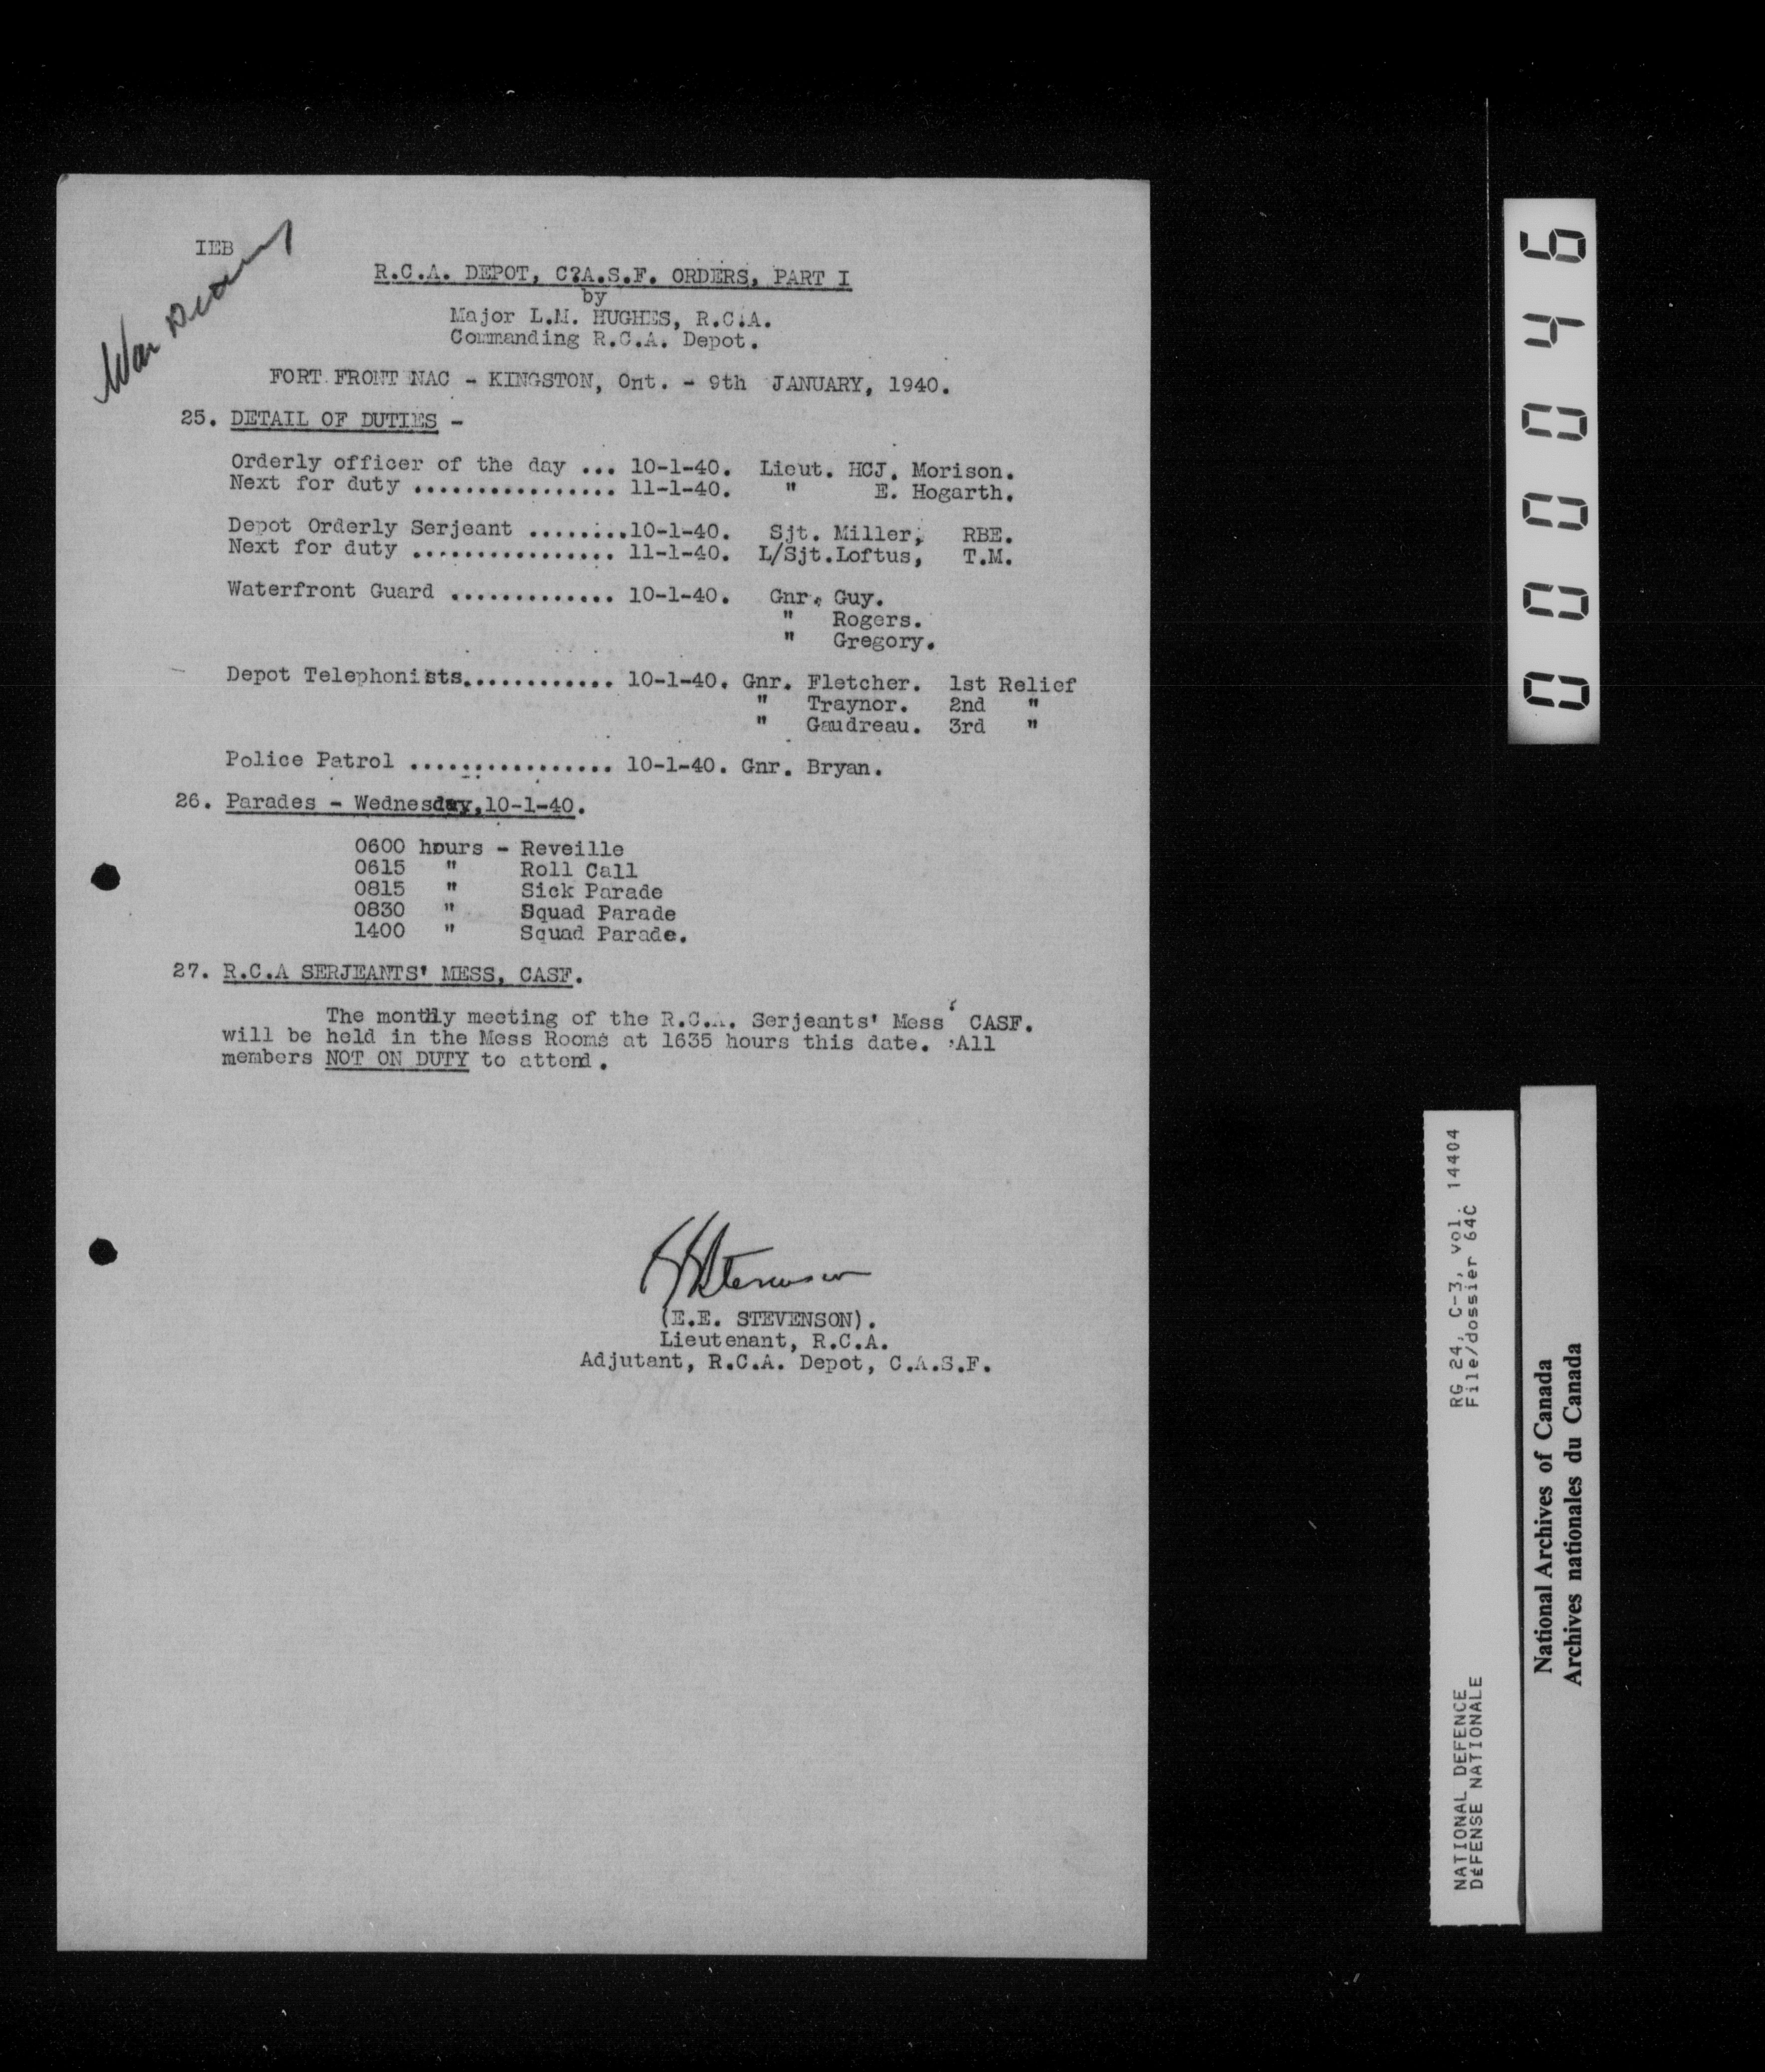 IEB
War Diary
R.C.A. DEPOT, C?A.S.F. ORDERS, PART I
by
Major L.M. HUGHES, R.C.A.
Commanding R.C.A. Depot.
FORT FRONT NAC - KINGSTON, Ont. - 9th JANUARY, 1940.
25. DETAIL OF DUTIES -
Orderly officer of the day ... 10-1-40. Lieut. HCJ. Morison.
Next for duty ................ 11-1-40. " E. Hogarth.
Depot Orderly Serjeant ........10-1-40. Sjt. Miller, RBE.
Next for duty ................ 11-1-40. L/Sjt.Loftus, T.M.
Waterfront Guard ............. 10-1-40. Gnr. Guy.
" Rogers.
" Gregory.
Depot Telephonists............ 10-1-40. Gnr. Fletcher. 1st Relief
" Traynor. 2nd "
" Gaudreau. 3rd "
Police Patrol ................ 10-1-40. Gnr. Bryan.
26. Parades - Wednesday,10-1-40.
0600 hours - Reveille
0615 " Roll Call
0815 " Sick Parade
0830 " Squad Parade
1400 " Squad Parade.
27. R.C.A SERJEANTS' MESS, CASF.
The monthly meeting of the R.C.A. Serjeants' Mess CASF.
will be held in the Mess Rooms at 1635 hours this date. All
members NOT ON DUTY to attend.
EEStevenson
(E.E. STEVENSON).
Lieutenant, R.C.A.
Adjutant, R.C.A. Depot, C.A.S.F.
000046
NATIONAL DEFENCE RG 24, C-3, vol. 14404
DÉFENSE NATIONALE File/dossier 64C
National Archives of Canada
Archives nationales du Canada